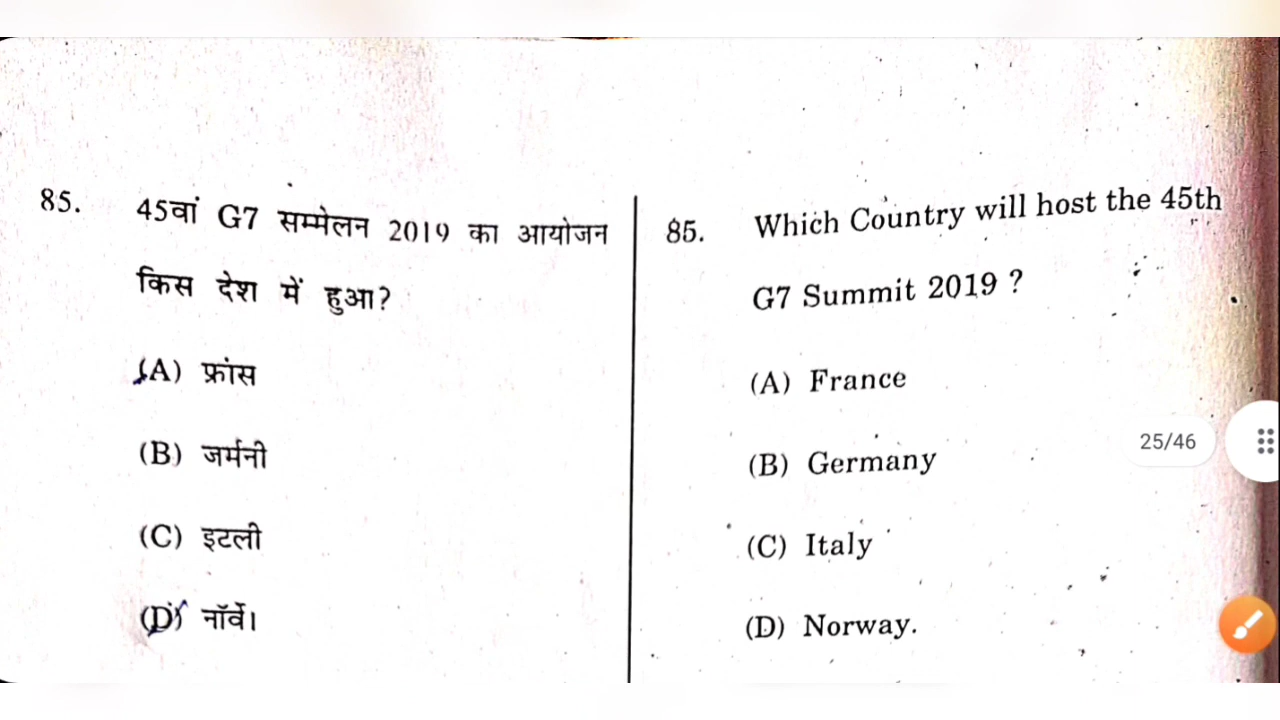 85. 45वां G7 सम्मेलन 2019 का आयोजन
किस देश में हुआ?
(A) फ्रांस
(B) जर्मनी
(C) इटली
(D) नॉर्वे।
85. Which Country will host the 45th
G7 Summit 2019 ?
(A) France
(B) Germany
(C) Italy
(D) Norway.
25/46